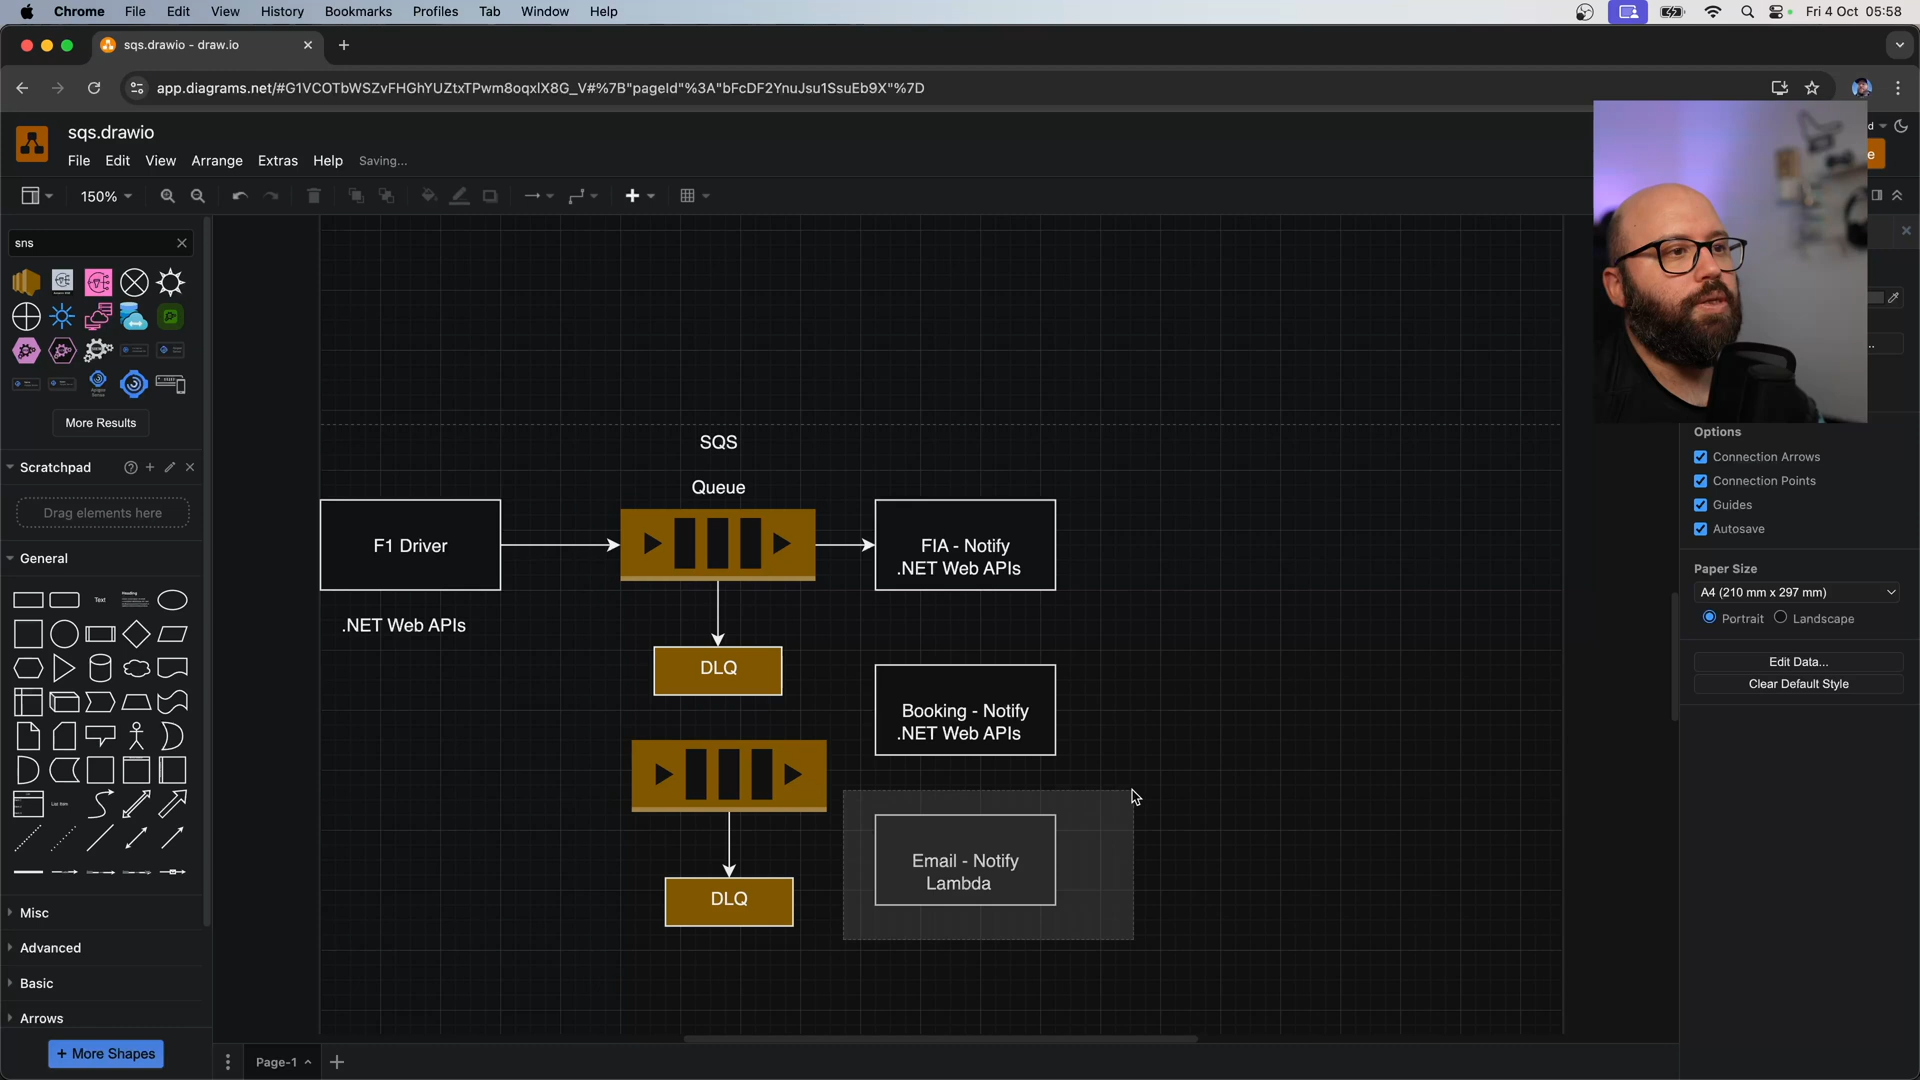 Chrome File Edit View History Bookmarks Profiles Tab Window Help
Fri 4 Oct 05:58
sqs.drawio - draw.io
app.diagrams.net/#G1VCOTbWSZvFHGhYUZtxTPwm8oqxlX8G_V#%7B"pageId"%3A"bFcDF2YnuJsu1SsuEb9X"%7D
sqs.drawio
File Edit View Arrange Extras Help Saving...
150%
sns
More Results
Scratchpad
Drag elements here
General
Text
Heading
List Item
Misc
Advanced
Basic
Arrows
+ More Shapes
SQS
Queue
F1 Driver
.NET Web APIs
FIA - Notify
.NET Web APIs
DLQ
Booking - Notify
.NET Web APIs
Email - Notify
Lambda
DLQ
Options
Connection Arrows
Connection Points
Guides
Autosave
Paper Size
A4 (210 mm x 297 mm)
Portrait Landscape
Edit Data...
Clear Default Style
Page-1